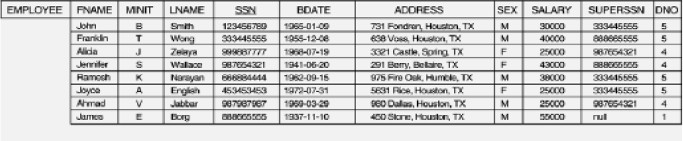 EMPLOYEE FNAME MINIT LNAME SSN BDATE ADDRESS SEX SALARY SUPERSSN DNO
John B Smith 123456789 1965-01-09 731 Fondren, Houston, TX M 30000 333445555 5
Franklin T Wong 333445555 1955-12-08 638 Voss, Houston, TX M 40000 888665555 5
Alicia J Zelaya 999887777 1968-07-19 3321 Castle, Spring, TX F 25000 987654321 4
Jennifer S Wallace 987654321 1941-06-20 291 Berry, Bellaire, TX F 43000 888665555 4
Ramesh K Narayan 666884444 1962-09-15 975 Fire Oak, Humble, TX M 38000 333445555 5
Joyce A English 453453453 1972-07-31 5631 Rice, Houston, TX F 25000 333445555 5
Ahmad V Jabbar 987987987 1969-03-29 980 Dallas, Houston, TX M 25000 987654321 4
James E Borg 888665555 1937-11-10 450 Stone, Houston, TX M 55000 null 1